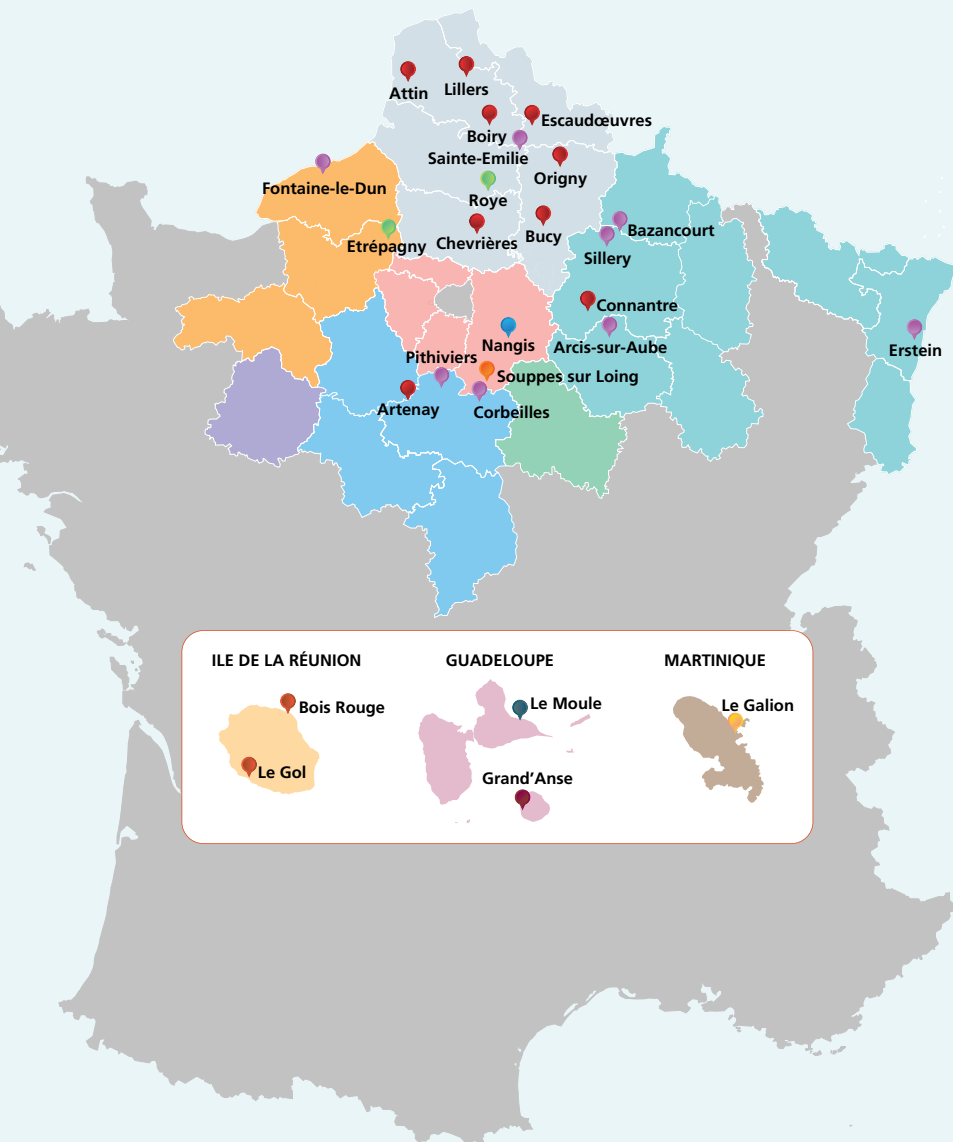 Attin
Lillers
Boiry
Escaudœuvres
Sainte-Emilie
Origny
Fontaine-le-Dun
Roye
Etrépagny
Chevrières
Bucy
Bazancourt
Sillery
Connantre
Nangis
Arcis-sur-Aube
Erstein
Pithiviers
Souppes sur Loing
Artenay
Corbeilles
ILE DE LA RÉUNION
Bois Rouge
Le Gol
GUADELOUPE
Le Moule
Grand'Anse
MARTINIQUE
Le Galion